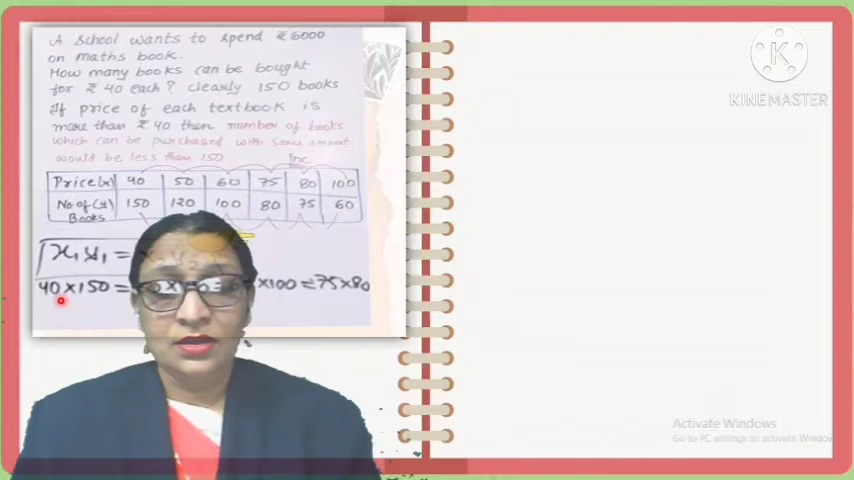 A School wants to spend ₹6000
on maths book.
How many books can be bought
for ₹ 40 each? clearly 150 books
If price of each textbook is
more than ₹ 40 then number of books
which can be purchased with same amount
would be less than 150
Inc.
Price(x) 40 50 60 75 80 100
No of (y) Books 150 120 100 80 75 60
x₁y₁ =
40×150= ×100=75×80
KINEMASTER
Activate Windows
Go to PC settings to activate Window